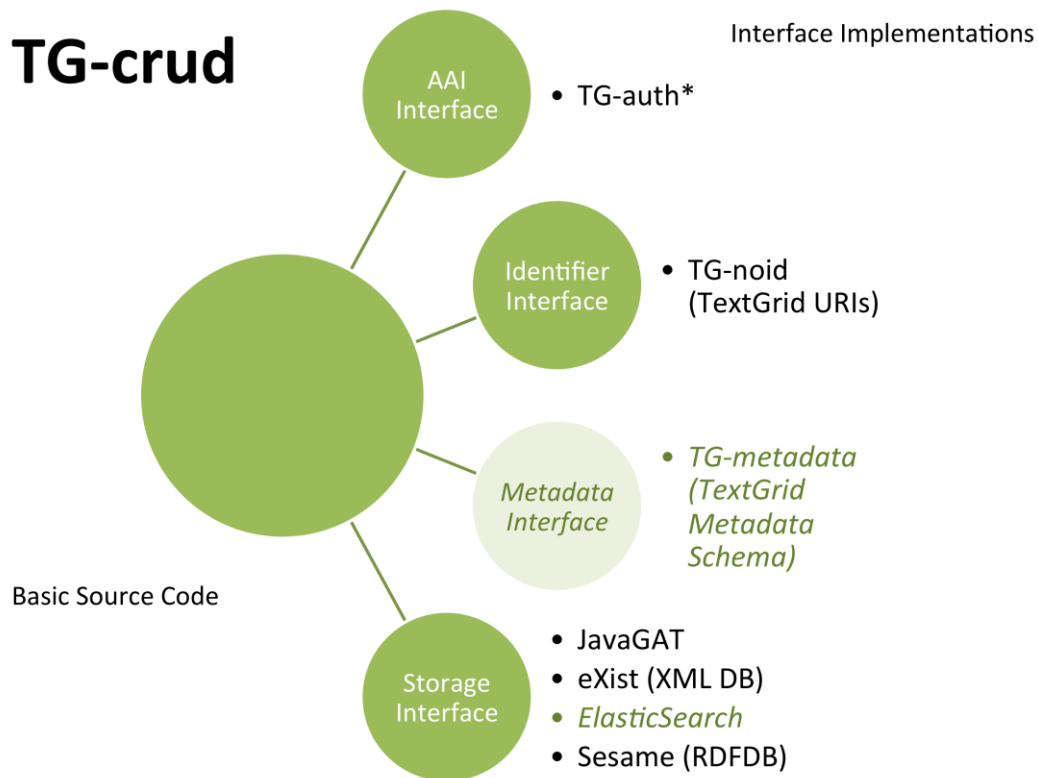 TG-crud
Interface Implementations
AAI
Interface
• TG-auth*
Identifier
Interface
• TG-noid
(TextGrid URIs)
Metadata
Interface
• TG-metadata
(TextGrid
Metadata
Schema)
Basic Source Code
Storage
Interface
• JavaGAT
• eXist (XML DB)
• ElasticSearch
• Sesame (RDFDB)